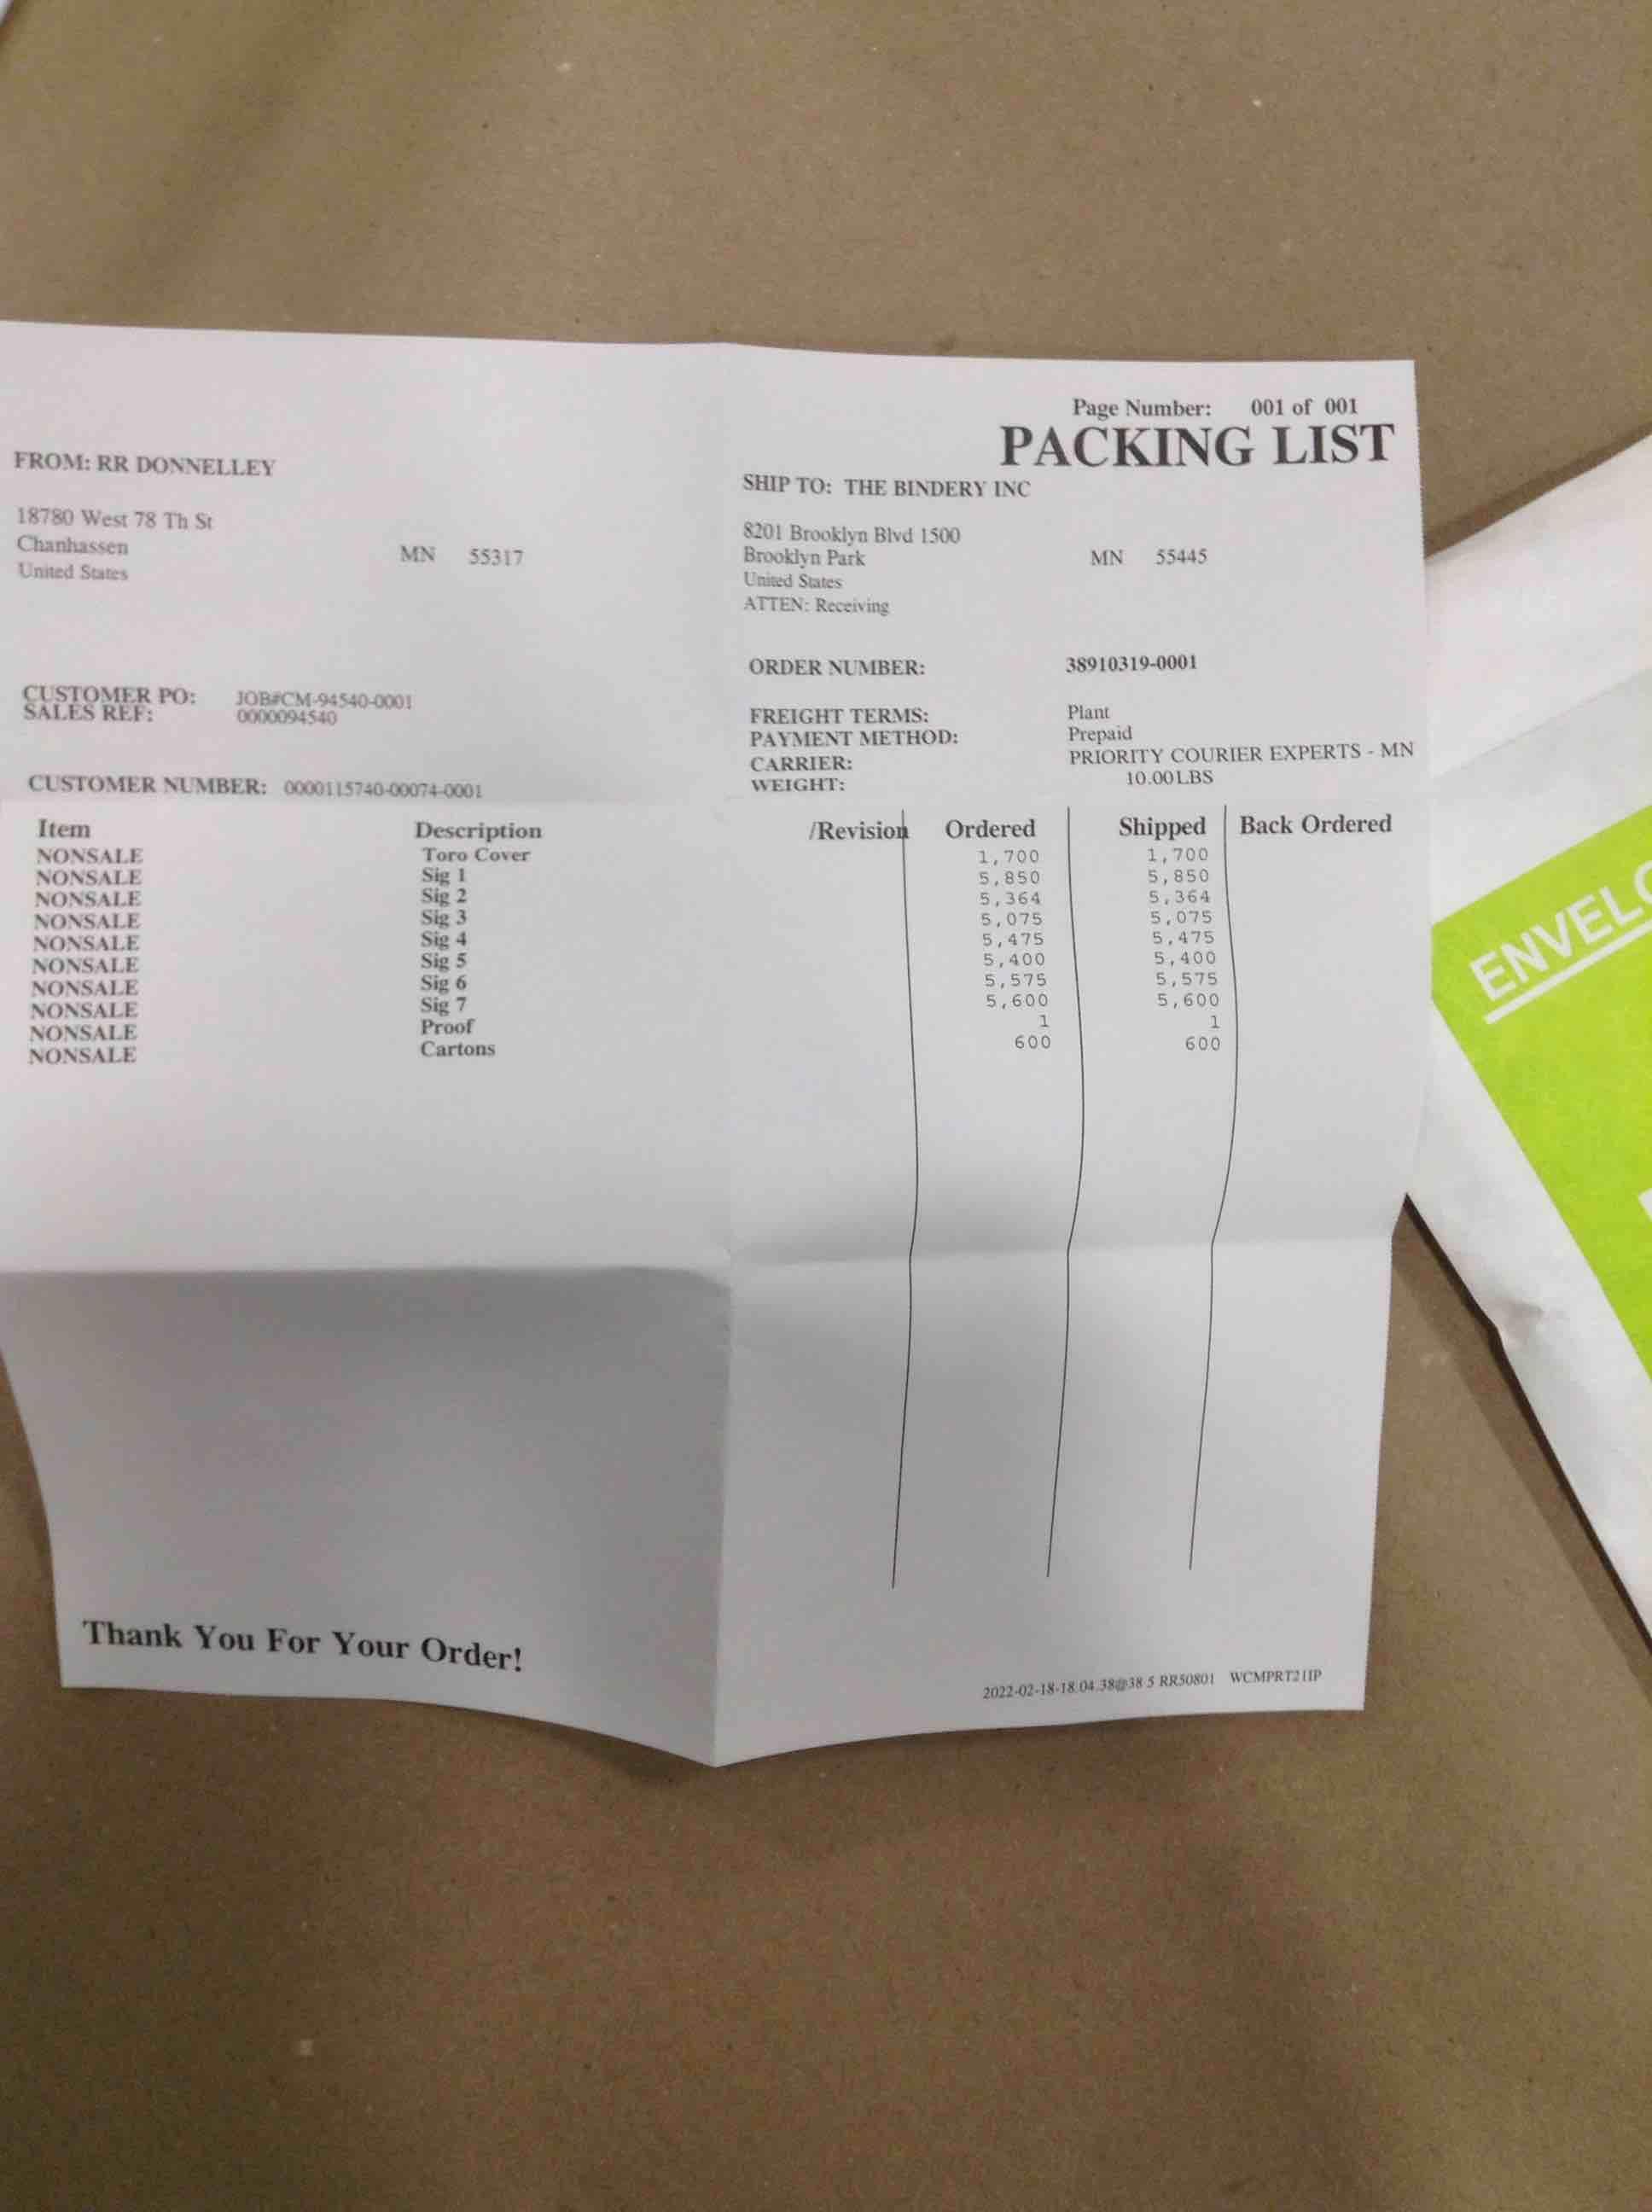 Page Number: 001 of 001
PACKING LIST
FROM: RR DONNELLEY
18780 West 78 Th St
Chanhassen MN 55317
United States
SHIP TO: THE BINDERY INC
8201 Brooklyn Blvd 1500
Brooklyn Park MN 55445
United States
ATTEN: Receiving
CUSTOMER PO: JOB#CM-94540-0001
SALES REF: 0000094540
CUSTOMER NUMBER: 0000115740-00074-0001
ORDER NUMBER: 38910319-0001
FREIGHT TERMS: Plant
PAYMENT METHOD: Prepaid
CARRIER: PRIORITY COURIER EXPERTS - MN
WEIGHT: 10.00LBS
Item Description /Revision Ordered Shipped Back Ordered
NONSALE Toro Cover 1,700 1,700
NONSALE Sig 1 5,850 5,850
NONSALE Sig 2 5,364 5,364
NONSALE Sig 3 5,075 5,075
NONSALE Sig 4 5,475 5,475
NONSALE Sig 5 5,400 5,400
NONSALE Sig 6 5,575 5,575
NONSALE Sig 7 5,600 5,600
NONSALE Proof 1 1
NONSALE Cartons 600 600
Thank You For Your Order!
2022-02-18-18.04.38@38 5 RR50801
ENVELO